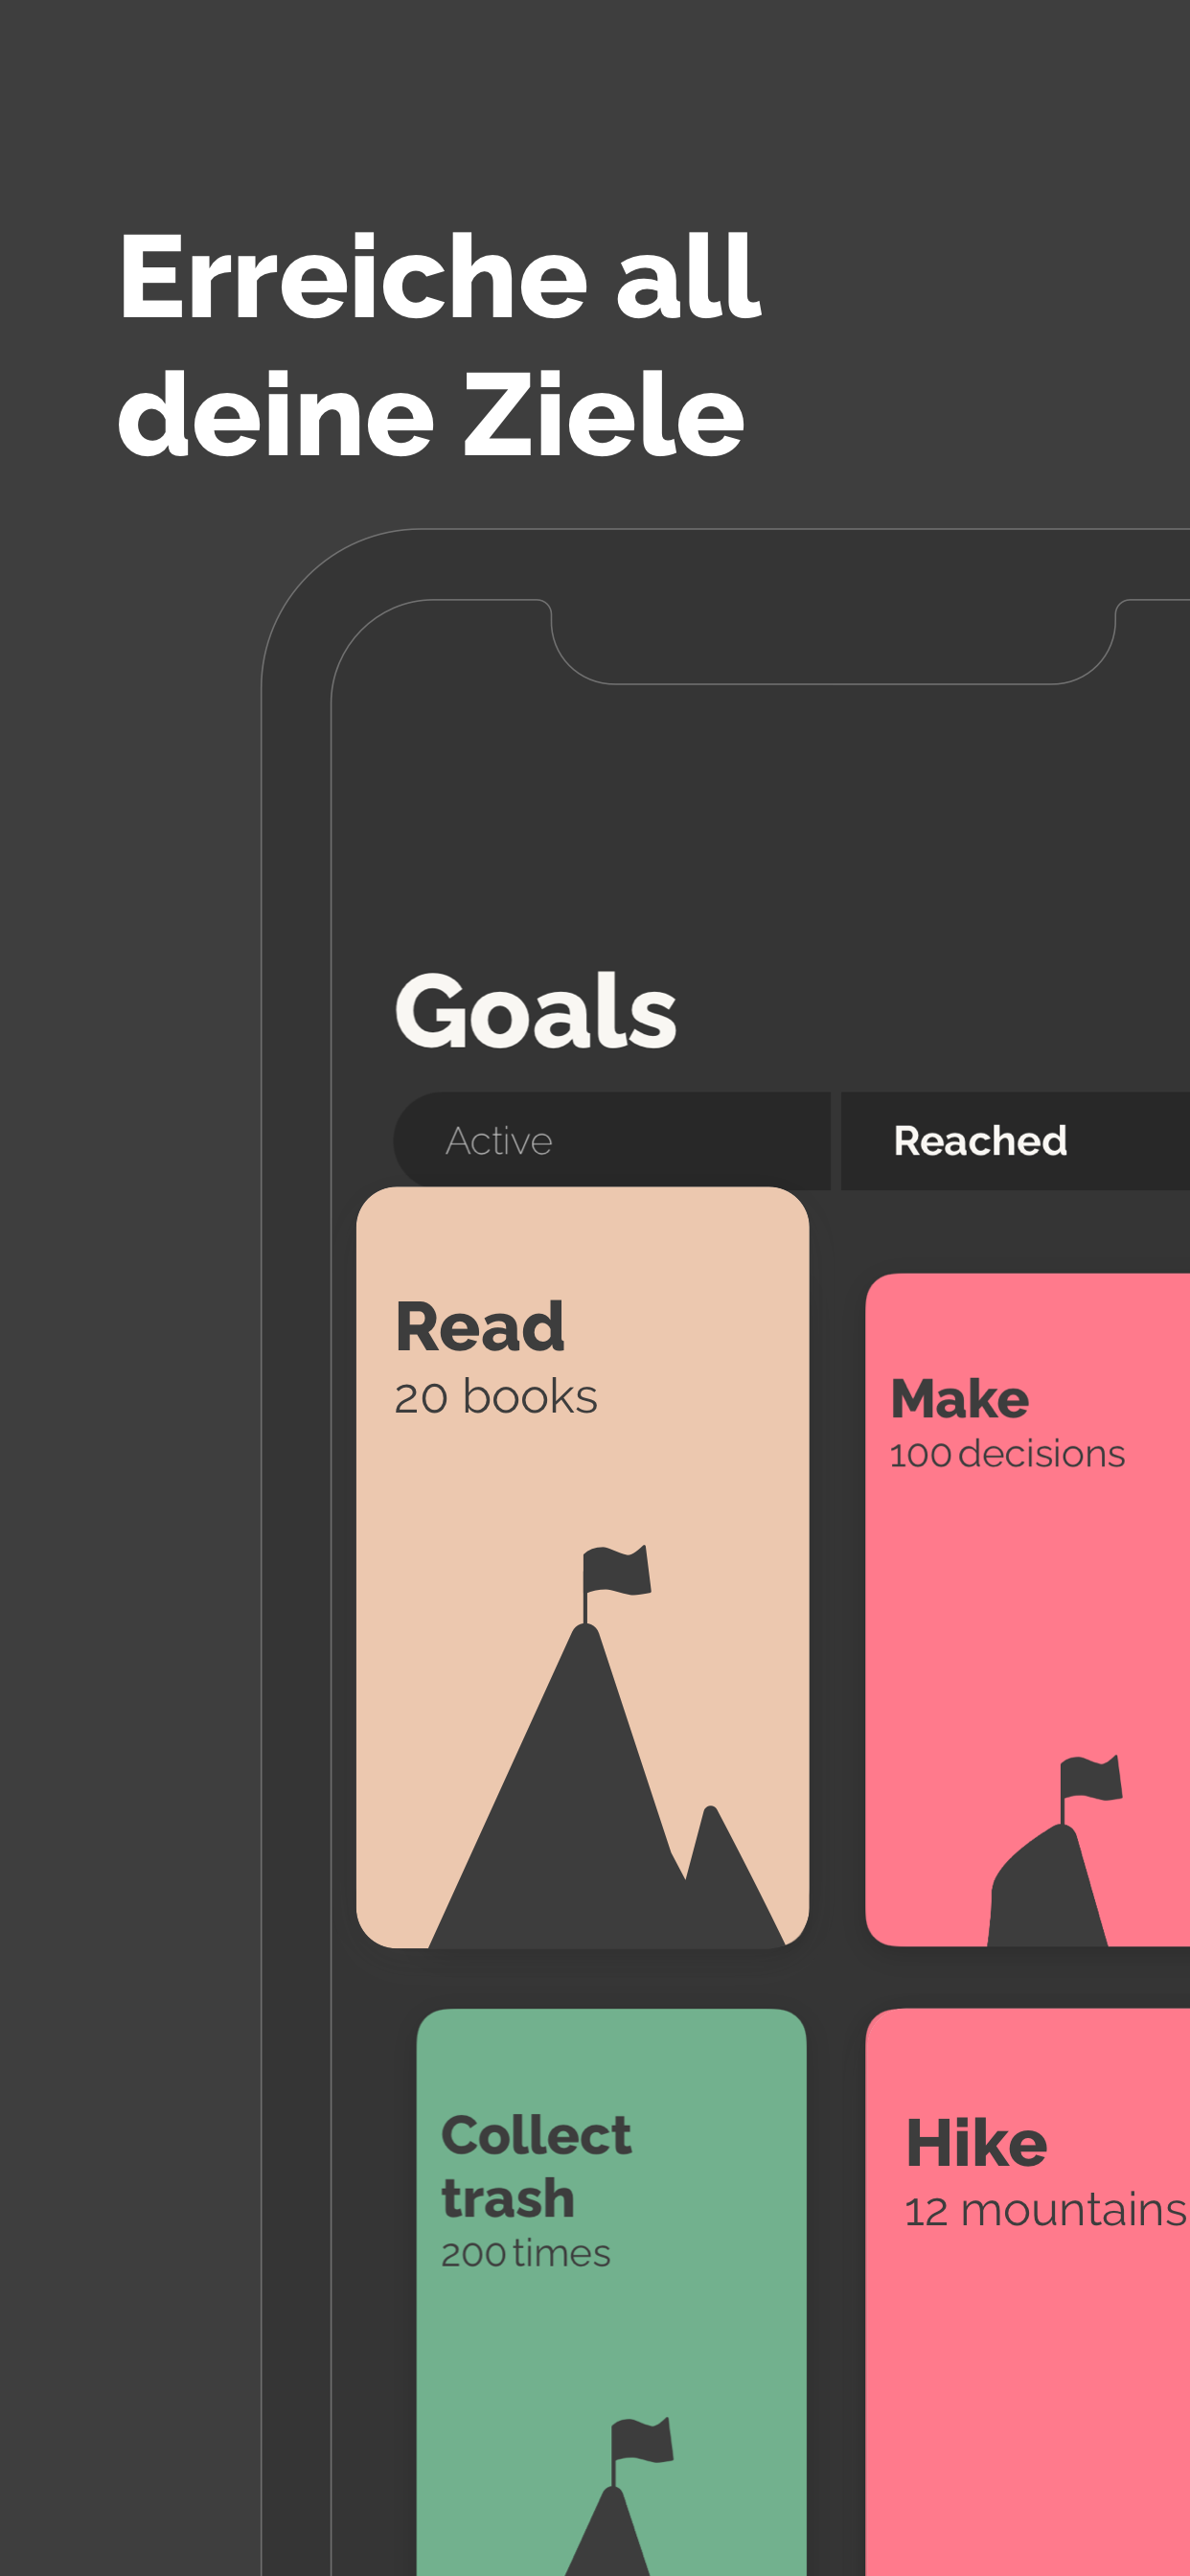 Erreiche all
deine Ziele
Goals
Active
Reached
Read
20 books
Make
100 decisions
Collect
trash
200 times
Hike
12 mountains